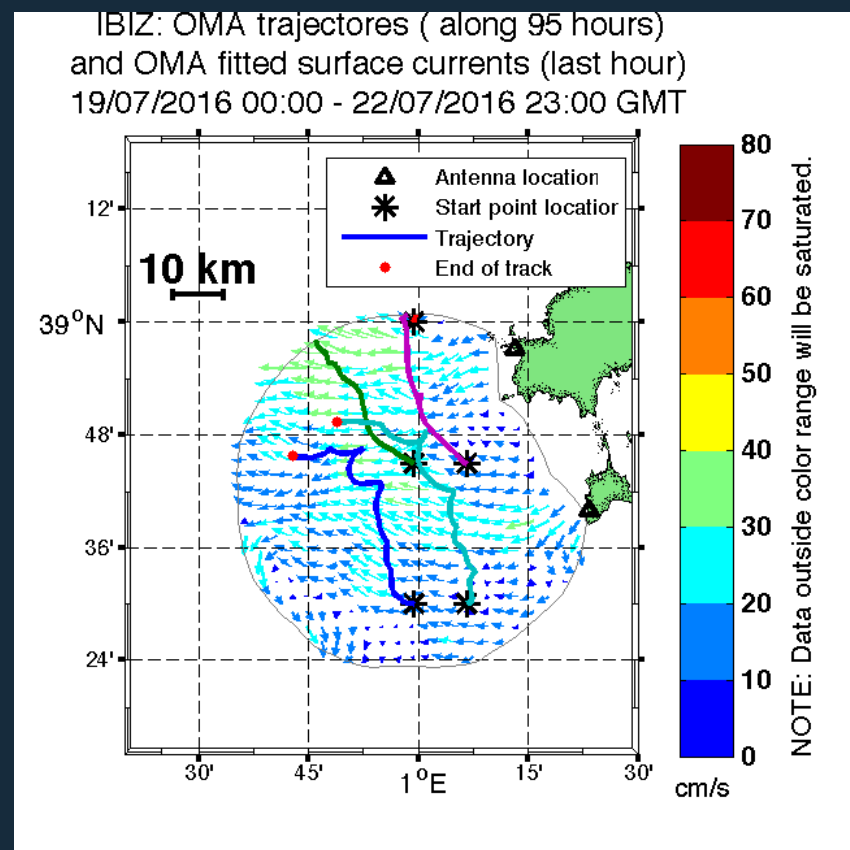 IBIZ: OMA trajectores ( along 95 hours)
and OMA fitted surface currents (last hour)
19/07/2016 00:00 - 22/07/2016 23:00 GMT
Antenna location
Start point location
Trajectory
End of track
10 km
12'
39°N
48'
36'
24'
30'
45'
1°E
15'
30'
80
70
60
50
40
30
20
10
0
cm/s
NOTE: Data outside color range will be saturated.